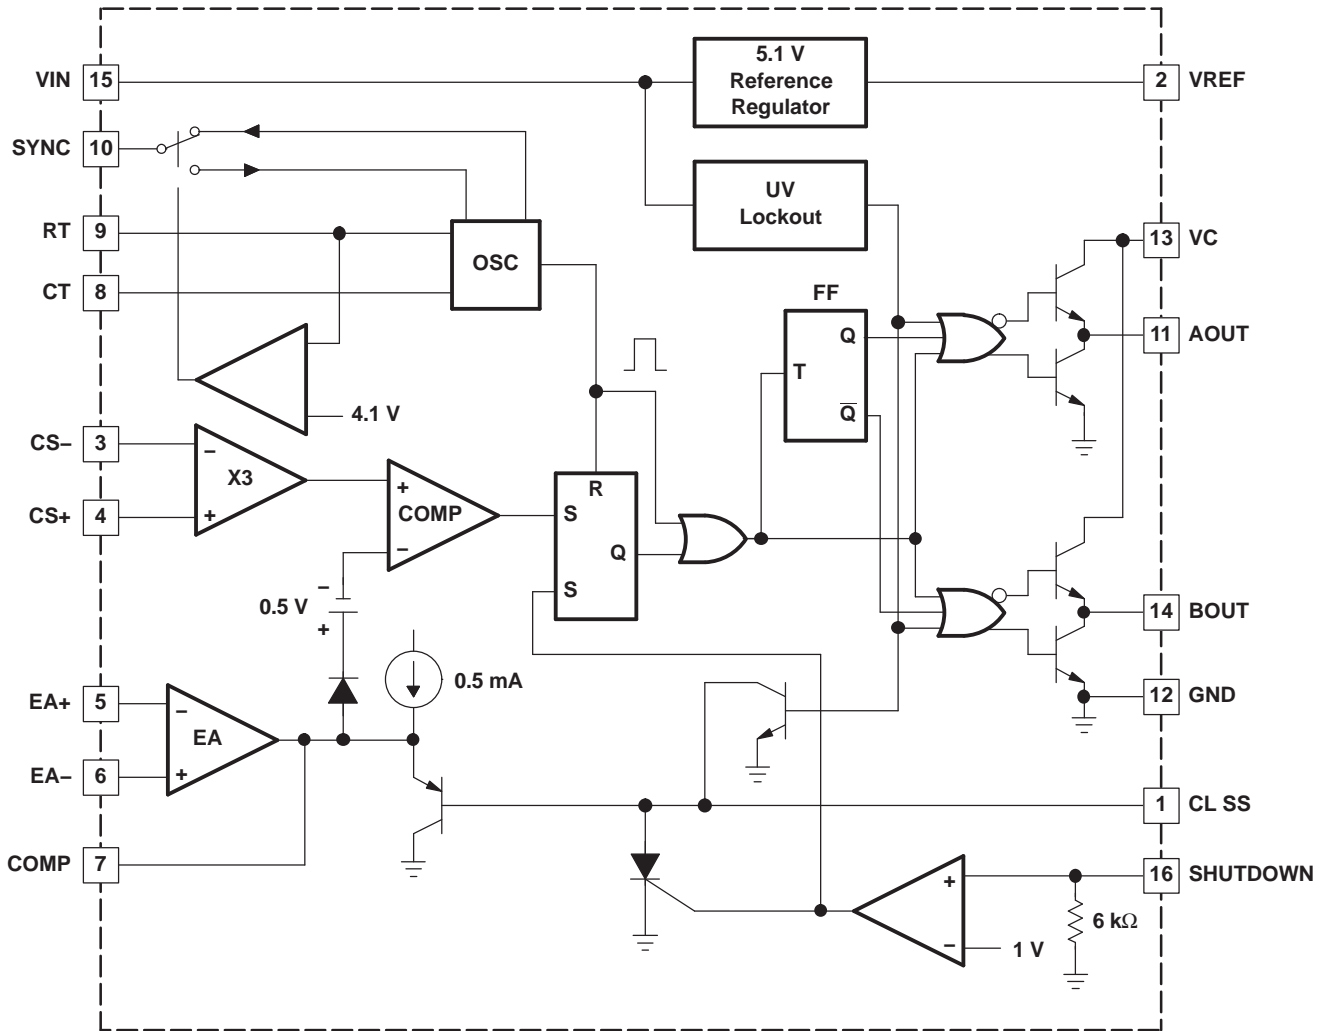 5.1 V
Reference
Regulator
VIN 15
2 VREF
SYNC 10
UV
Lockout
RT 9
OSC
13 VC
CT 8
FF
Q
11 AOUT
T
4.1 V
Q̅
CS– 3
–
X3
+
CS+ 4
+
COMP
–
R
S
Q
S
0.5 V
–
+
14 BOUT
0.5 mA
EA+ 5
–
EA
+
EA– 6
12 GND
1 CL SS
COMP 7
16 SHUTDOWN
+
–
1 V
6 kΩ